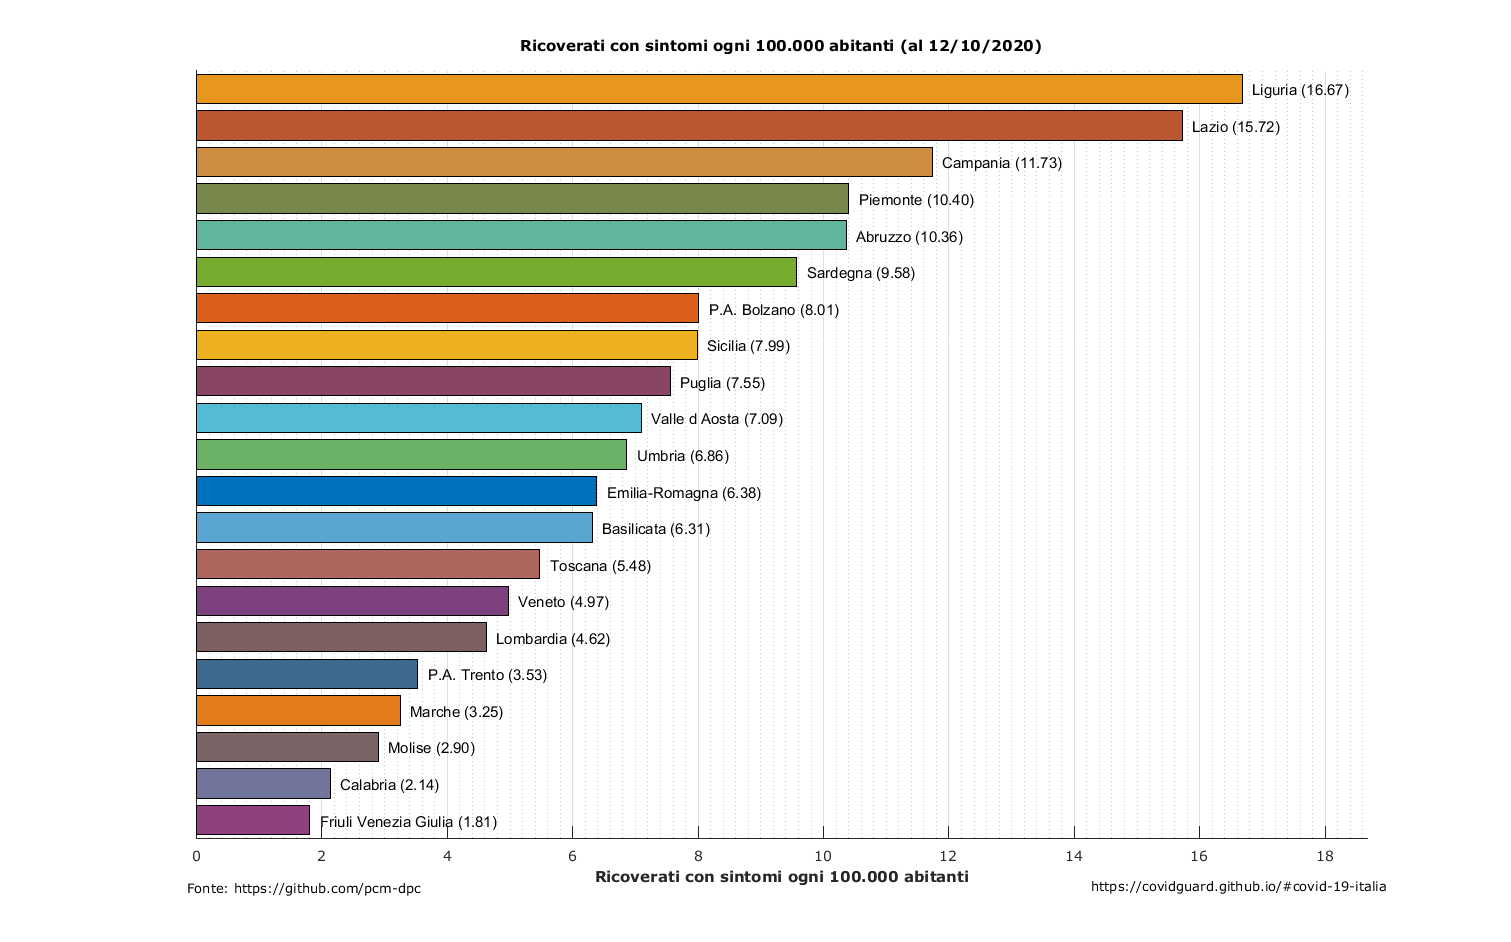 Ricoverati con sintomi ogni 100.000 abitanti (al 12/10/2020)
Liguria (16.67)
Lazio (15.72)
Campania (11.73)
Piemonte (10.40)
Abruzzo (10.36)
Sardegna (9.58)
P.A. Bolzano (8.01)
Sicilia (7.99)
Puglia (7.55)
Valle d Aosta (7.09)
Umbria (6.86)
Emilia-Romagna (6.38)
Basilicata (6.31)
Toscana (5.48)
Veneto (4.97)
Lombardia (4.62)
P.A. Trento (3.53)
Marche (3.25)
Molise (2.90)
Calabria (2.14)
Friuli Venezia Giulia (1.81)
0 2 4 6 8 10 12 14 16 18
Ricoverati con sintomi ogni 100.000 abitanti
Fonte: https://github.com/pcm-dpc
https://covidguard.github.io/#covid-19-italia